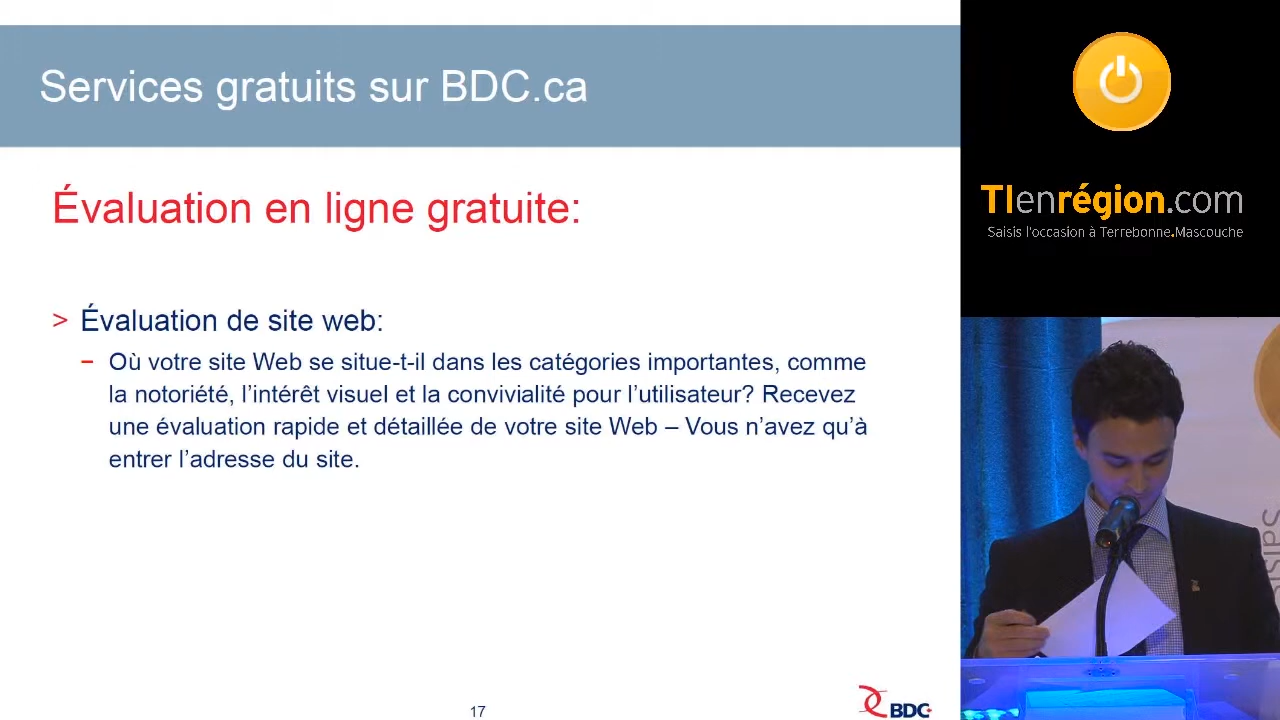 Services gratuits sur BDC.ca
Évaluation en ligne gratuite:
> Évaluation de site web:
– Où votre site Web se situe-t-il dans les catégories importantes, comme
la notoriété, l’intérêt visuel et la convivialité pour l’utilisateur? Recevez
une évaluation rapide et détaillée de votre site Web – Vous n’avez qu’à
entrer l’adresse du site.
17
BDC
TIenrégion.com
Saisis l'occasion à Terrebonne.Mascouche